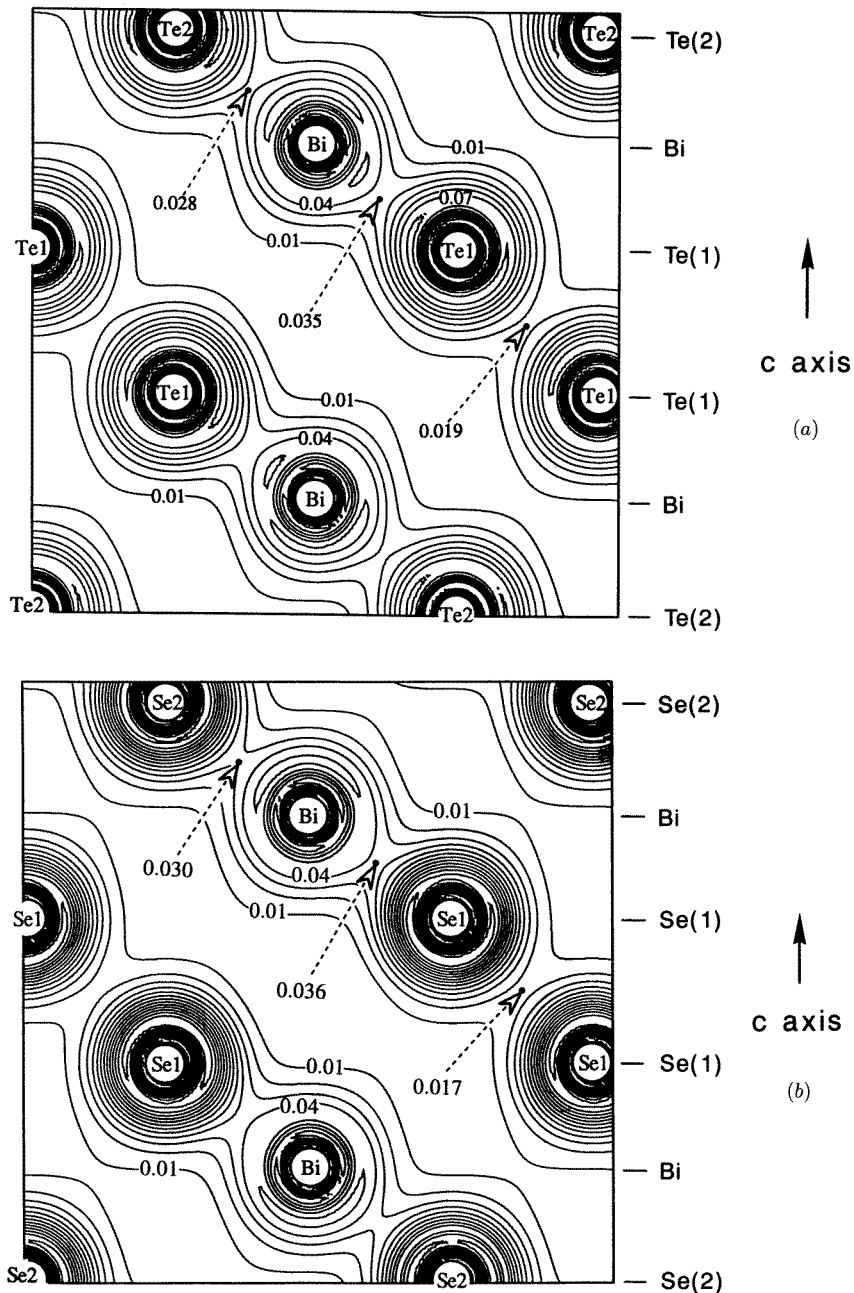 Te2 Te2 Te(2)
Bi Bi
0.01
0.028 0.04 0.07
Te1 0.01 Te1 Te(1)
0.035
c axis
Te1 0.01 Te1 Te(1)
0.019
(a)
0.04
0.01 Bi Bi
Te2 Te2 Te(2)
Se2 Se2 Se(2)
Bi 0.01 Bi
0.030 0.04
0.01
Se1 Se1 Se(1)
0.036
c axis
0.01
Se1 Se1 Se(1)
0.017
(b)
0.04
0.01 Bi Bi
Se2 Se2 Se(2)